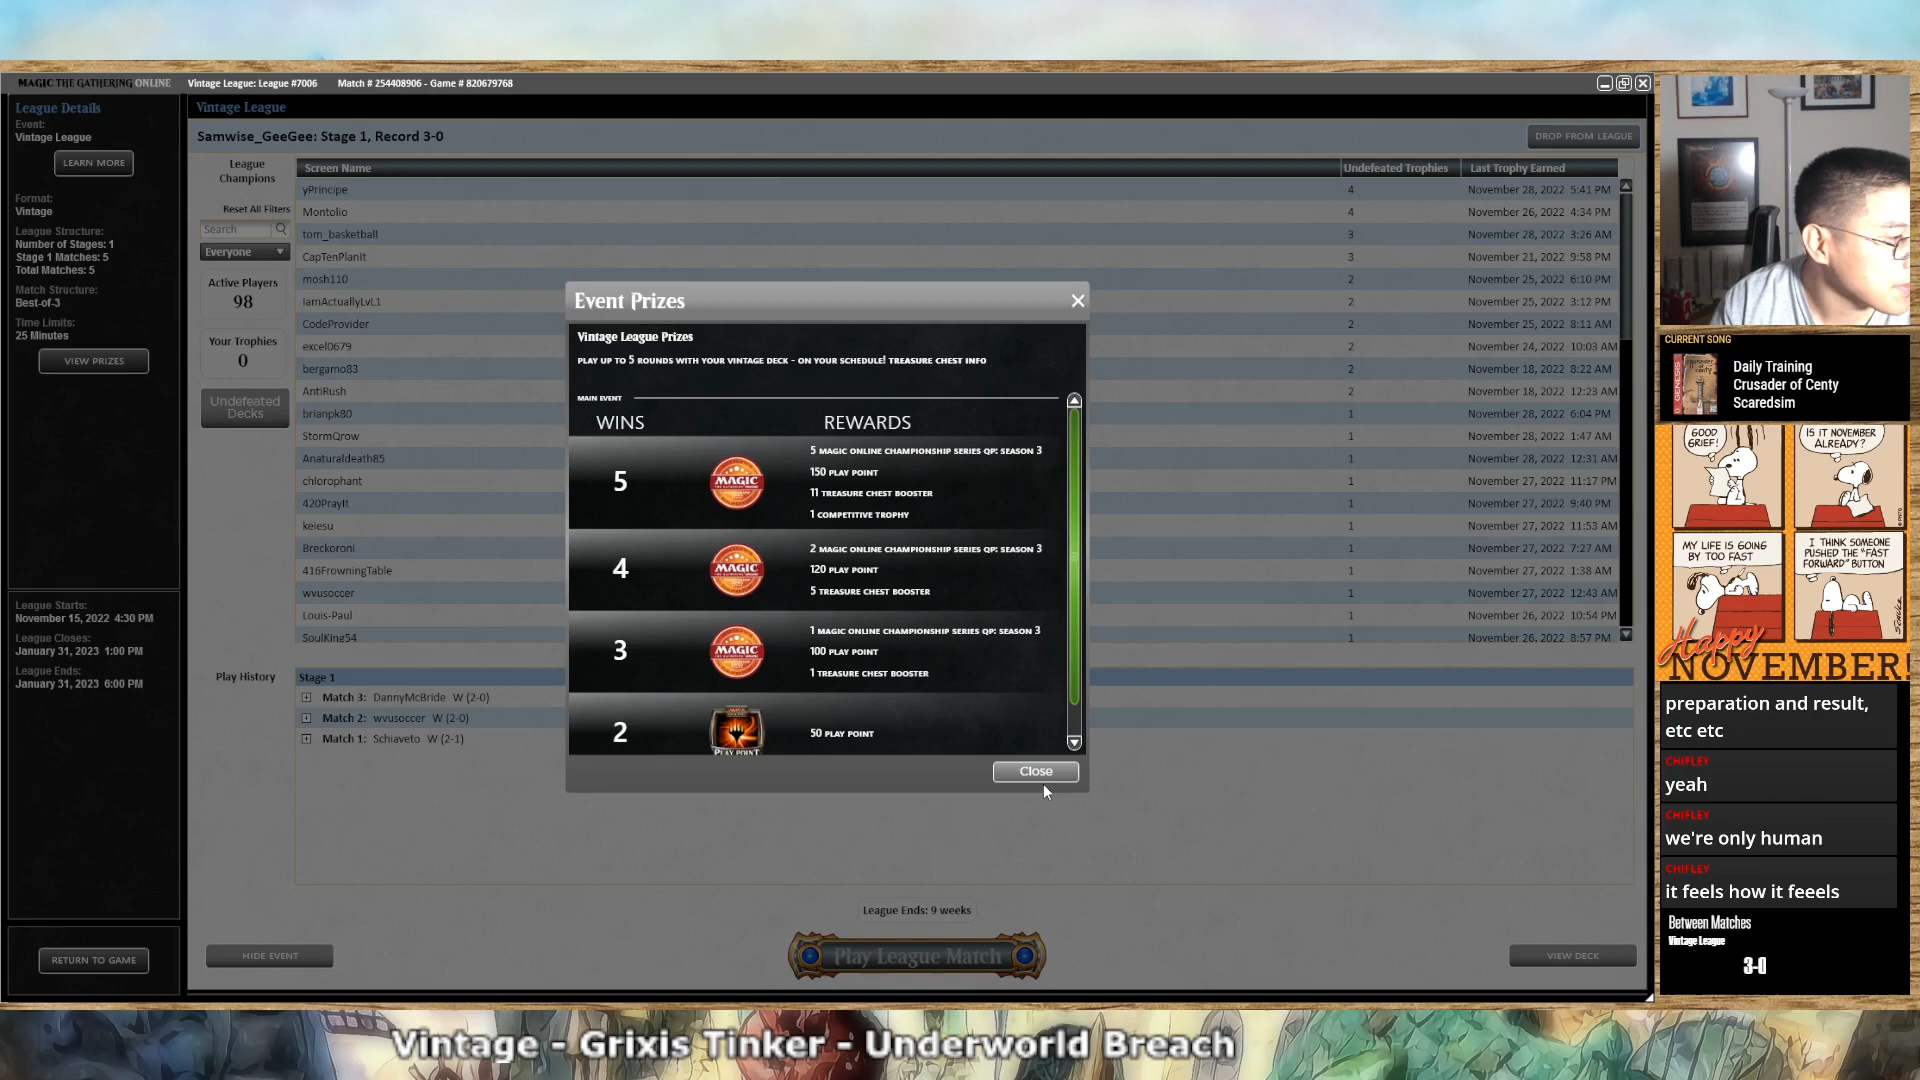 MAGIC THE GATHERING ONLINE
Vintage League: League #7006
Match # 254408906 - Game # 820679768
League Details
Event:
Vintage League
LEARN MORE
Format:
Vintage
League Structure:
Number of Stages: 1
Stage 1 Matches: 5
Total Matches: 5
Match Structure:
Best-of-3
Time Limits:
25 Minutes
VIEW PRIZES
League Starts:
November 15, 2022 4:30 PM
League Closes:
January 31, 2023 1:00 PM
League Ends:
January 31, 2023 6:00 PM
RETURN TO GAME
Vintage League
Samwise_GeeGee: Stage 1, Record 3-0
DROP FROM LEAGUE
League
Champions
Reset All Filters
Search
Everyone
Active Players
98
Your Trophies
0
Undefeated
Decks
Screen Name Undefeated Trophies Last Trophy Earned
yPrincipe 4 November 28, 2022 5:41 PM
Montolio 4 November 26, 2022 4:34 PM
tom_basketball 3 November 28, 2022 3:26 AM
CapTenPlanIt 3 November 21, 2022 9:58 PM
mosh110 2 November 25, 2022 6:10 PM
IamActuallyLvL1 2 November 25, 2022 3:12 PM
CodeProvider 2 November 25, 2022 8:11 AM
excel0679 2 November 24, 2022 10:03 AM
bergamo83 2 November 18, 2022 8:22 AM
AntiRush 2 November 18, 2022 12:23 AM
brianpk80 1 November 28, 2022 6:04 PM
StormQrow 1 November 28, 2022 1:47 AM
Anaturaldeath85 1 November 28, 2022 12:31 AM
chlorophant 1 November 27, 2022 11:17 PM
420PrayIt 1 November 27, 2022 9:40 PM
keiesu 1 November 27, 2022 11:53 AM
Breckoroni 1 November 27, 2022 7:27 AM
416FrowningTable 1 November 27, 2022 1:38 AM
wvusoccer 1 November 27, 2022 12:43 AM
Louis-Paul 1 November 26, 2022 10:54 PM
SoulKing54 1 November 26, 2022 8:57 PM
Play History
Stage 1
Match 3: DannyMcBride W (2-0)
Match 2: wvusoccer W (2-0)
Match 1: Schiaveto W (2-1)
League Ends: 9 weeks
HIDE EVENT
Play League Match
VIEW DECK
Event Prizes
Vintage League Prizes
PLAY UP TO 5 ROUNDS WITH YOUR VINTAGE DECK - ON YOUR SCHEDULE! TREASURE CHEST INFO
MAIN EVENT
WINS REWARDS
5
MAGIC
5 MAGIC ONLINE CHAMPIONSHIP SERIES QP: SEASON 3
150 PLAY POINT
11 TREASURE CHEST BOOSTER
1 COMPETITIVE TROPHY
4
MAGIC
2 MAGIC ONLINE CHAMPIONSHIP SERIES QP: SEASON 3
120 PLAY POINT
5 TREASURE CHEST BOOSTER
3
MAGIC
1 MAGIC ONLINE CHAMPIONSHIP SERIES QP: SEASON 3
100 PLAY POINT
1 TREASURE CHEST BOOSTER
2
PLAY POINT
50 PLAY POINT
Close
CURRENT SONG
GENESIS
Daily Training
Crusader of Centy
Scaredsim
GOOD
GRIEF!
IS IT NOVEMBER
ALREADY?
MY LIFE IS GOING
BY TOO FAST
I THINK SOMEONE
PUSHED THE "FAST
FORWARD" BUTTON
SCHULZ
Happy
NOVEMBER!
preparation and result,
etc etc
CHIFLEY
yeah
CHIFLEY
we're only human
CHIFLEY
it feels how it feeels
Between Matches
Vintage League
3-0
Vintage - Grixis Tinker - Underworld Breach